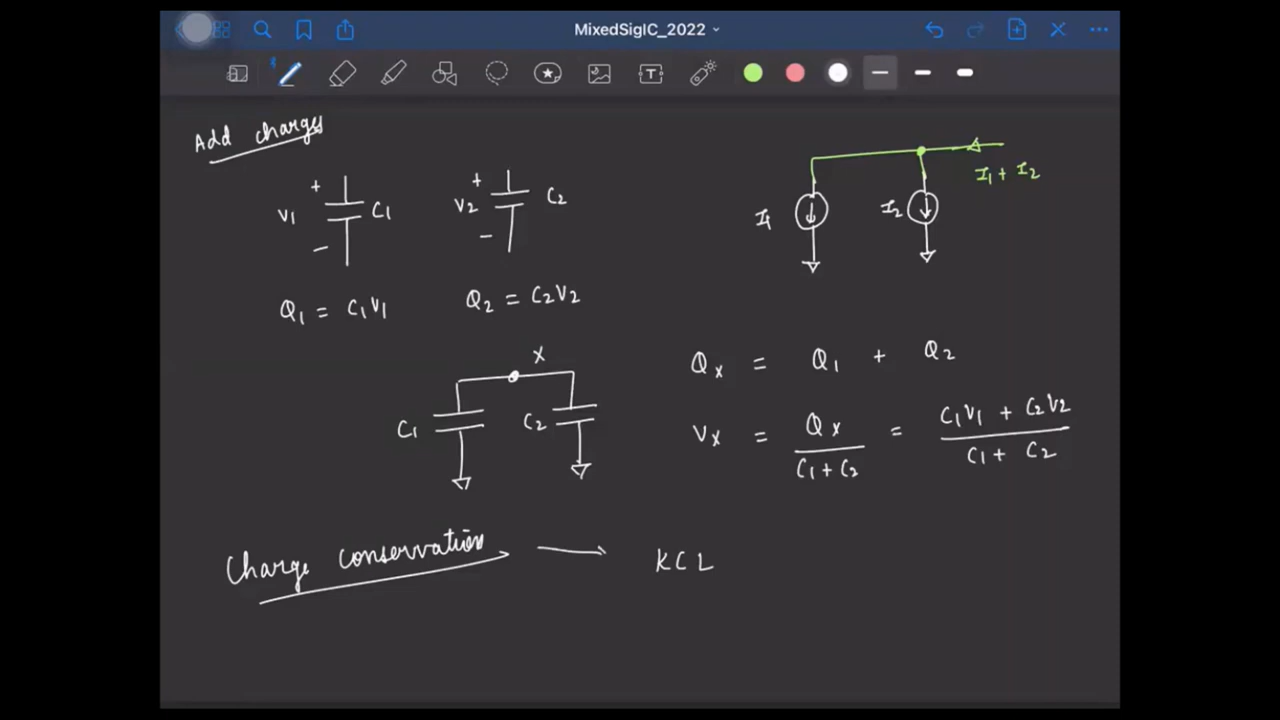 MixedSigIC_2022
Add charges
I1 + I2
V1 + − C1
V2 + − C2
I1
I2
Q1 = C1V1
Q2 = C2V2
X
C1
C2
Qx = Q1 + Q2
Vx = Qx / C1 + C2 = C1V1 + C2V2 / C1 + C2
Charge conservation → KCL